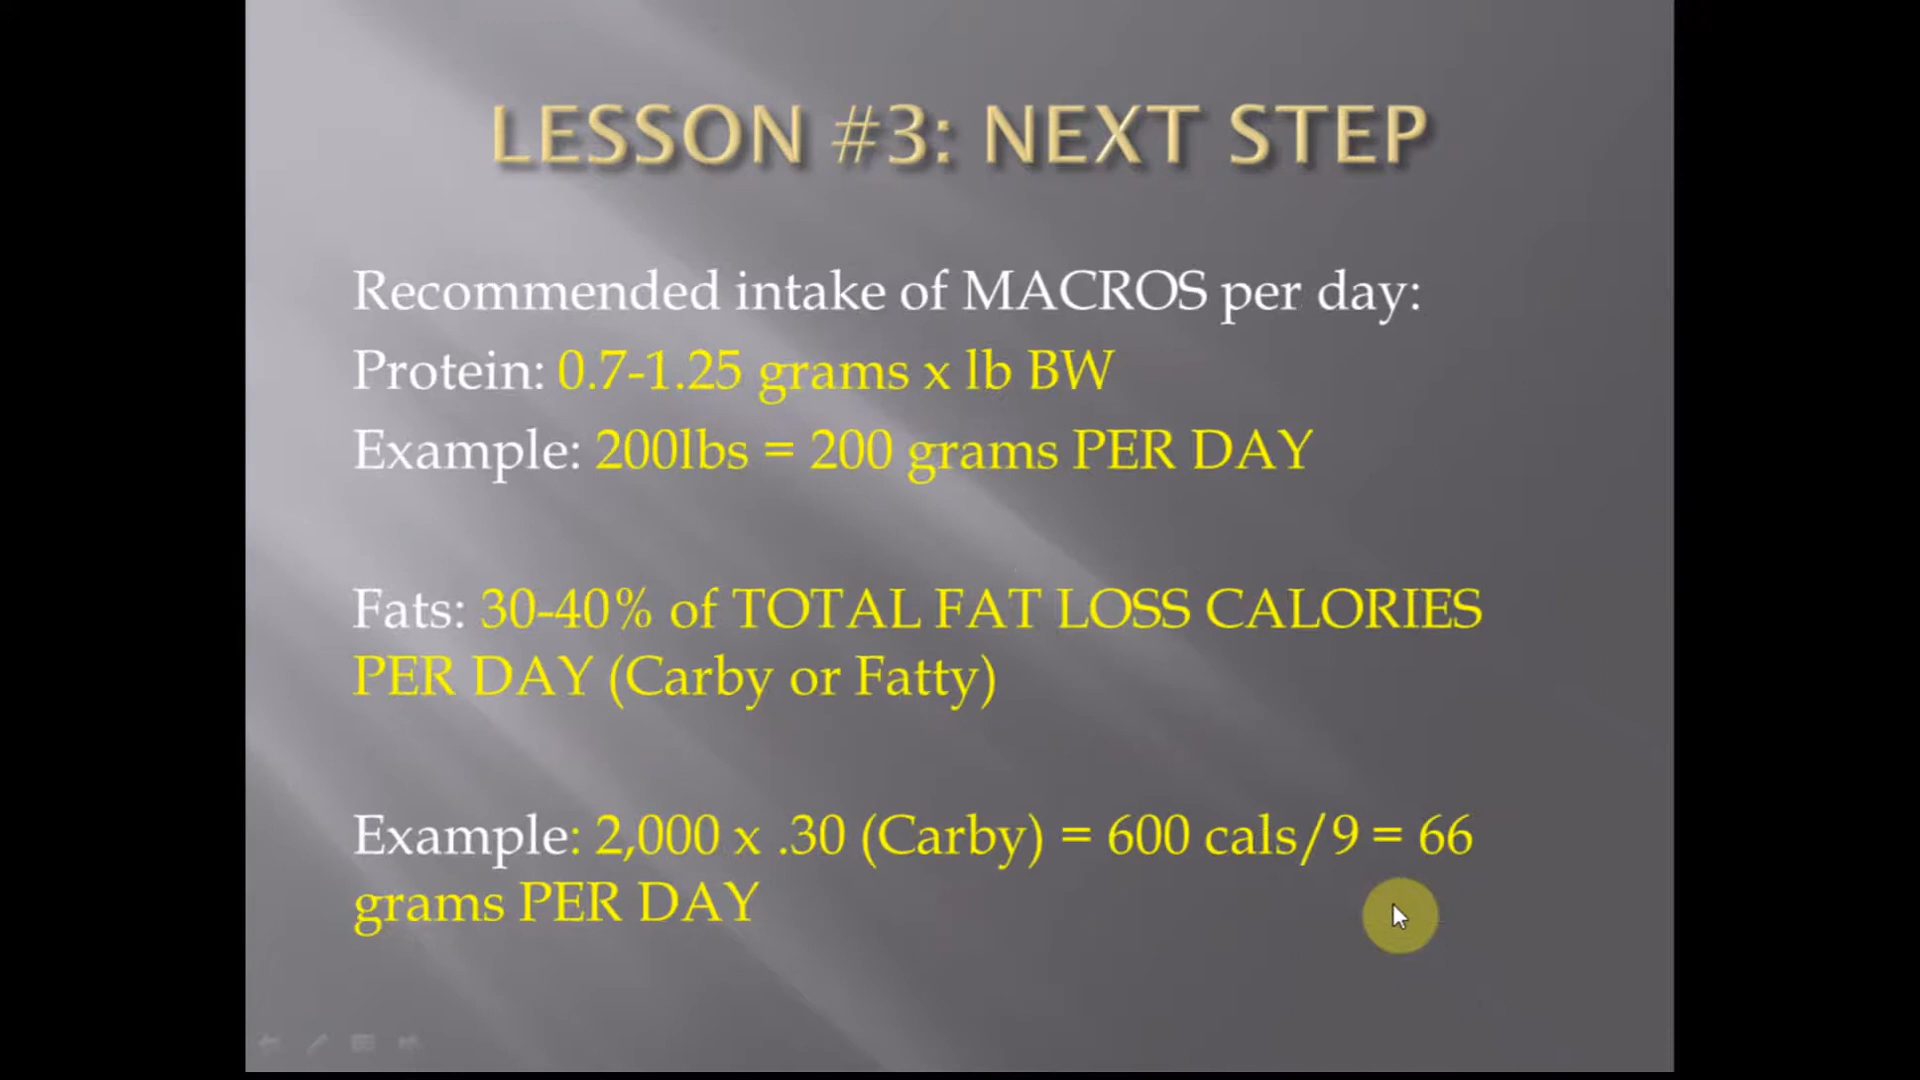 LESSON #3: NEXT STEP
Recommended intake of MACROS per day:
Protein: 0.7-1.25 grams x lb BW
Example: 200lbs = 200 grams PER DAY
Fats: 30-40% of TOTAL FAT LOSS CALORIES
PER DAY (Carby or Fatty)
Example: 2,000 x .30 (Carby) = 600 cals/9 = 66
grams PER DAY